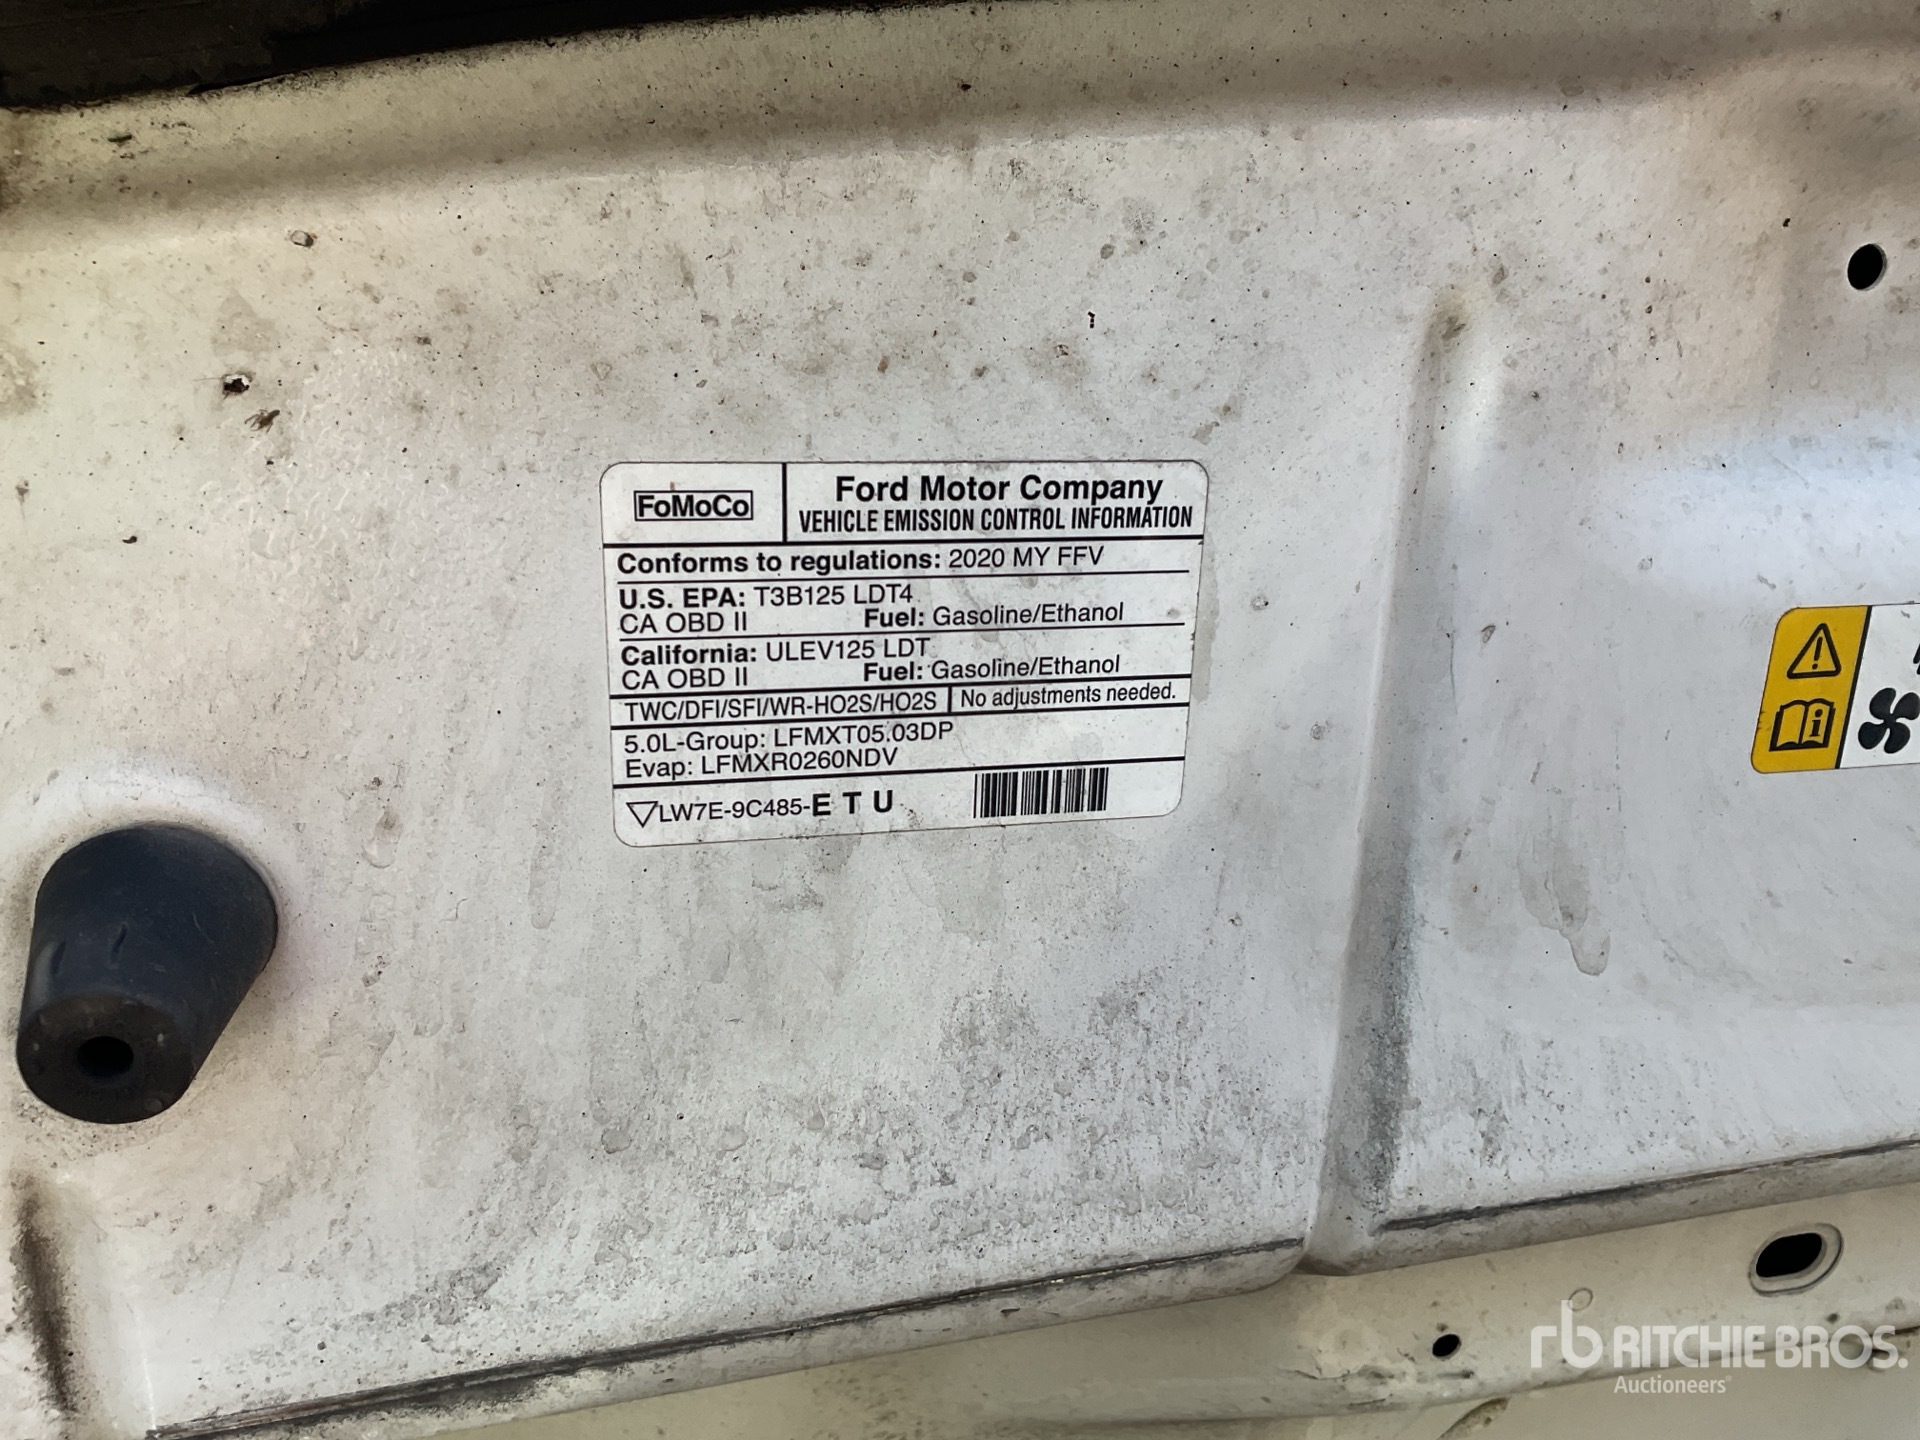 FoMoCo
Ford Motor Company
VEHICLE EMISSION CONTROL INFORMATION
Conforms to regulations: 2020 MY FFV
U.S. EPA: T3B125 LDT4
CA OBD II Fuel: Gasoline/Ethanol
California: ULEV125 LDT
CA OBD II Fuel: Gasoline/Ethanol
TWC/DFI/SFI/WR-HO2S/HO2S No adjustments needed.
5.0L-Group: LFMXT05.03DP
Evap: LFMXR0260NDV
LW7E-9C485-E T U
rb RITCHIE BROS.
Auctioneers